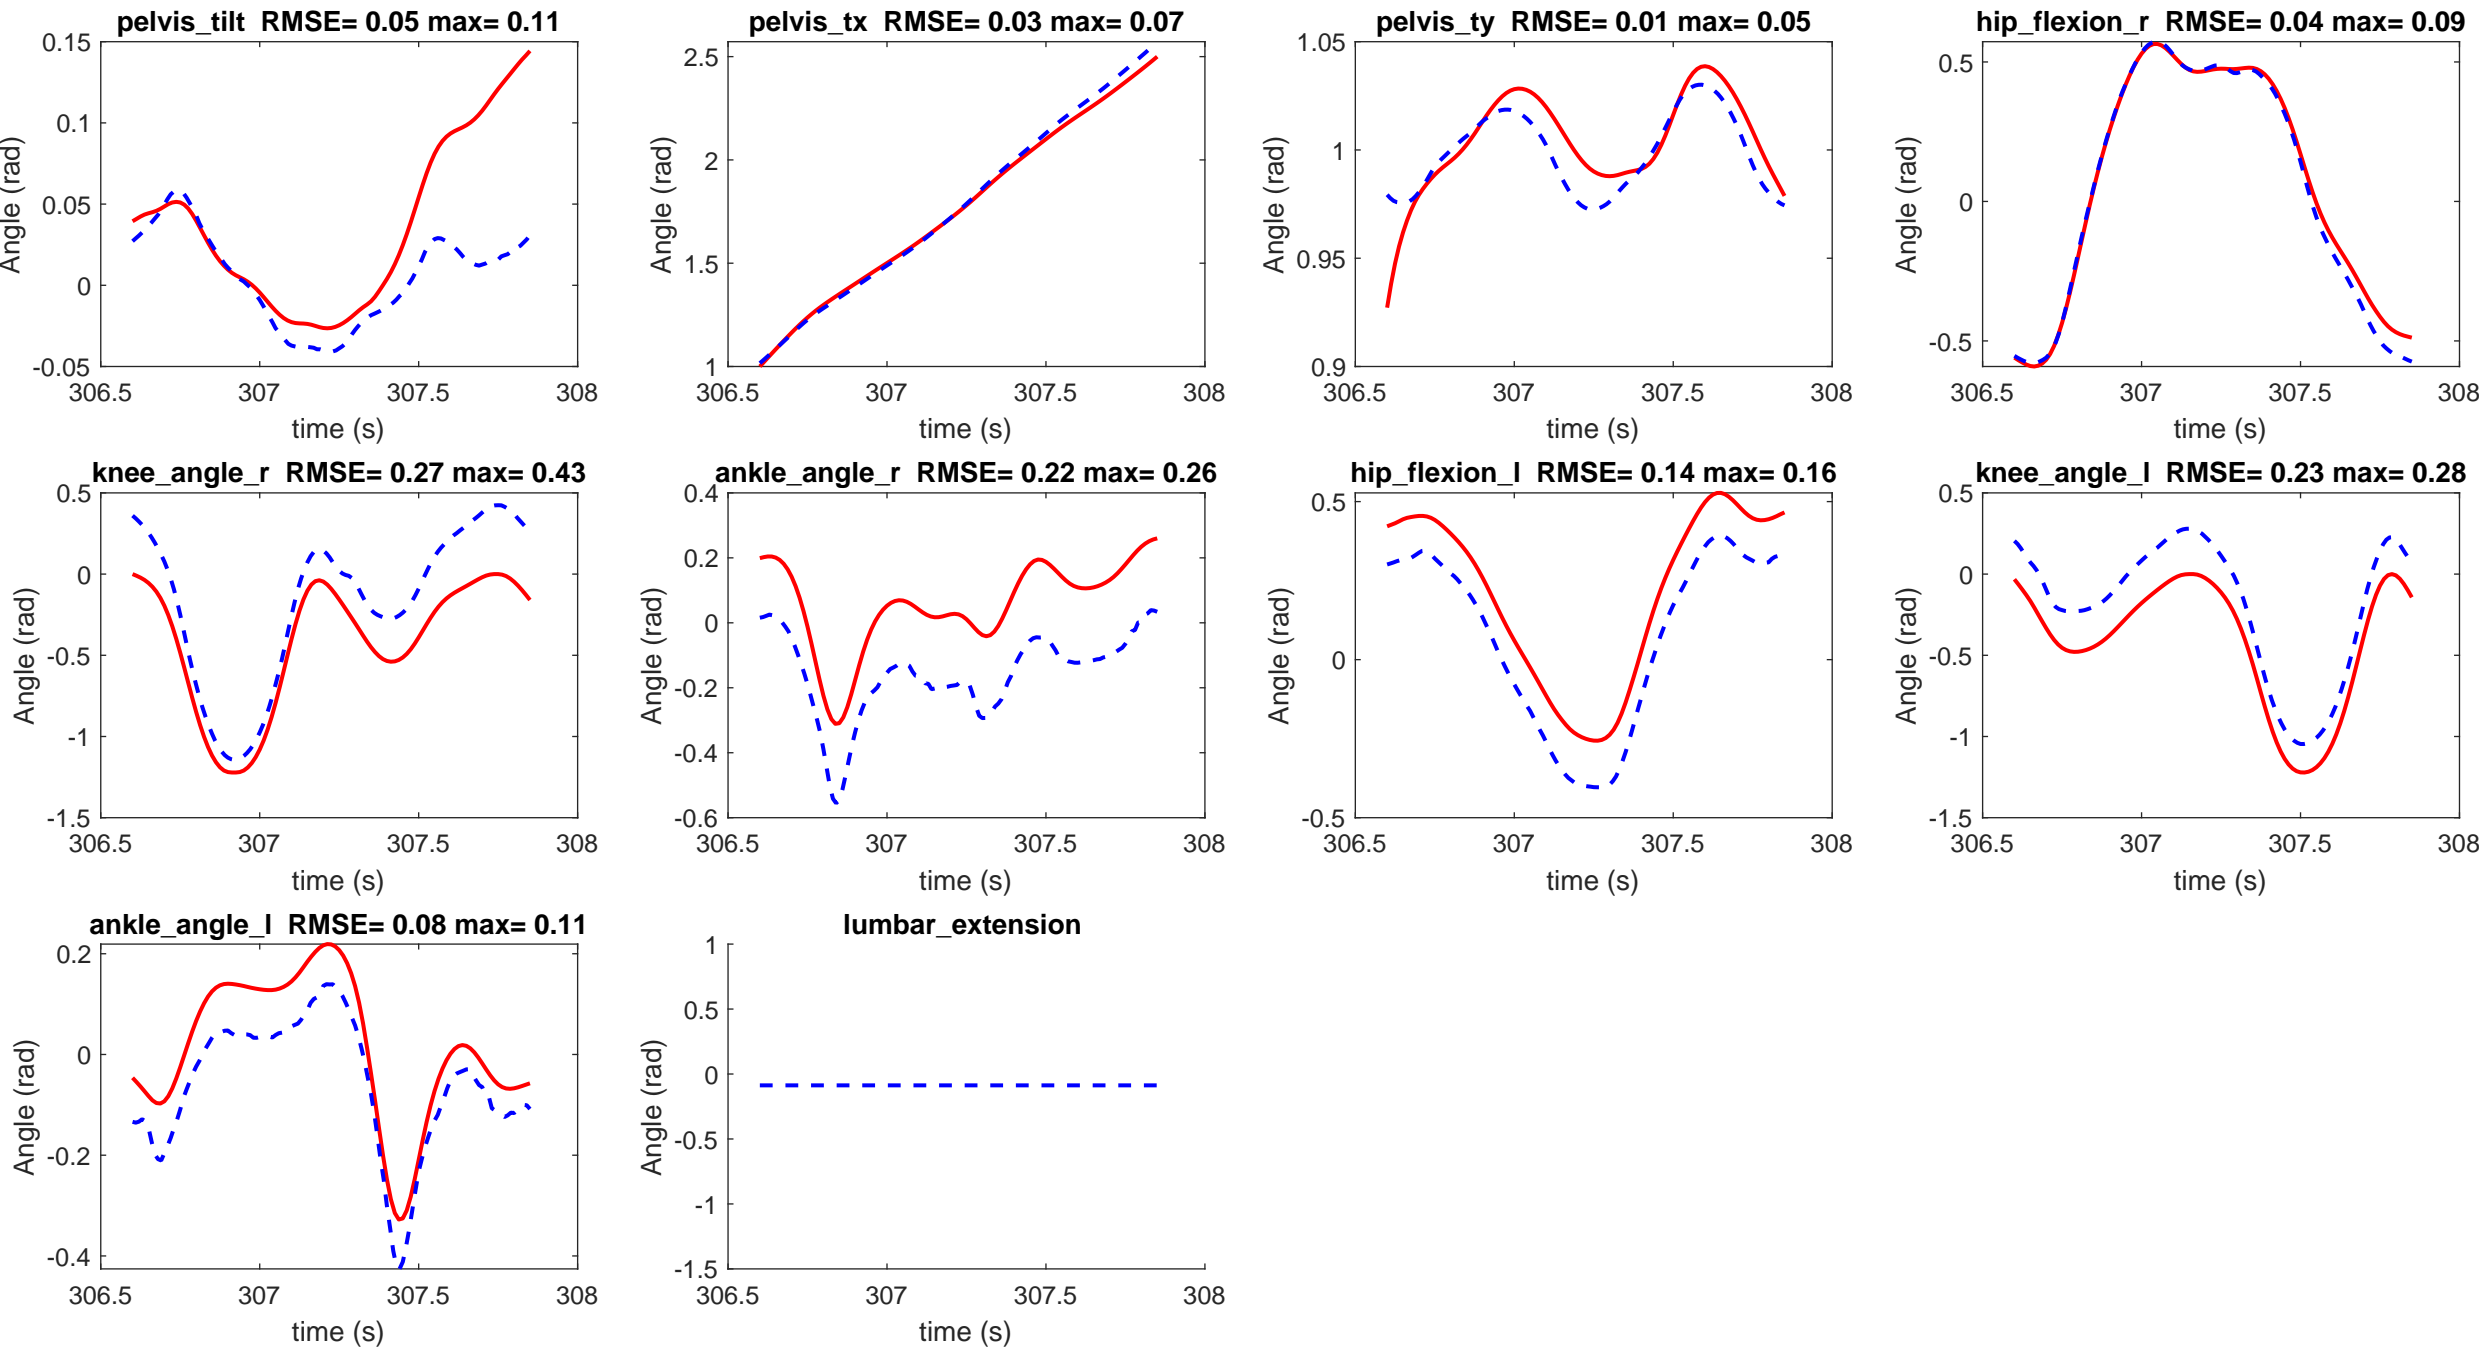 pelvis_tilt RMSE= 0.05 max= 0.11
0.15
0.1
0.05
0
-0.05
Angle (rad)
306.5 307 307.5 308
time (s)
pelvis_tx RMSE= 0.03 max= 0.07
2.5
2
1.5
1
Angle (rad)
306.5 307 307.5 308
time (s)
pelvis_ty RMSE= 0.01 max= 0.05
1.05
1
0.95
0.9
Angle (rad)
306.5 307 307.5 308
time (s)
hip_flexion_r RMSE= 0.04 max= 0.09
0.5
0
-0.5
Angle (rad)
306.5 307 307.5 308
time (s)
knee_angle_r RMSE= 0.27 max= 0.43
0.5
0
-0.5
-1
-1.5
Angle (rad)
306.5 307 307.5 308
time (s)
ankle_angle_r RMSE= 0.22 max= 0.26
0.4
0.2
0
-0.2
-0.4
-0.6
Angle (rad)
306.5 307 307.5 308
time (s)
hip_flexion_l RMSE= 0.14 max= 0.16
0.5
0
-0.5
Angle (rad)
306.5 307 307.5 308
time (s)
knee_angle_l RMSE= 0.23 max= 0.28
0.5
0
-0.5
-1
-1.5
Angle (rad)
306.5 307 307.5 308
time (s)
ankle_angle_l RMSE= 0.08 max= 0.11
0.2
0
-0.2
-0.4
Angle (rad)
306.5 307 307.5 308
time (s)
lumbar_extension
1
0.5
0
-0.5
-1
-1.5
Angle (rad)
306.5 307 307.5 308
time (s)